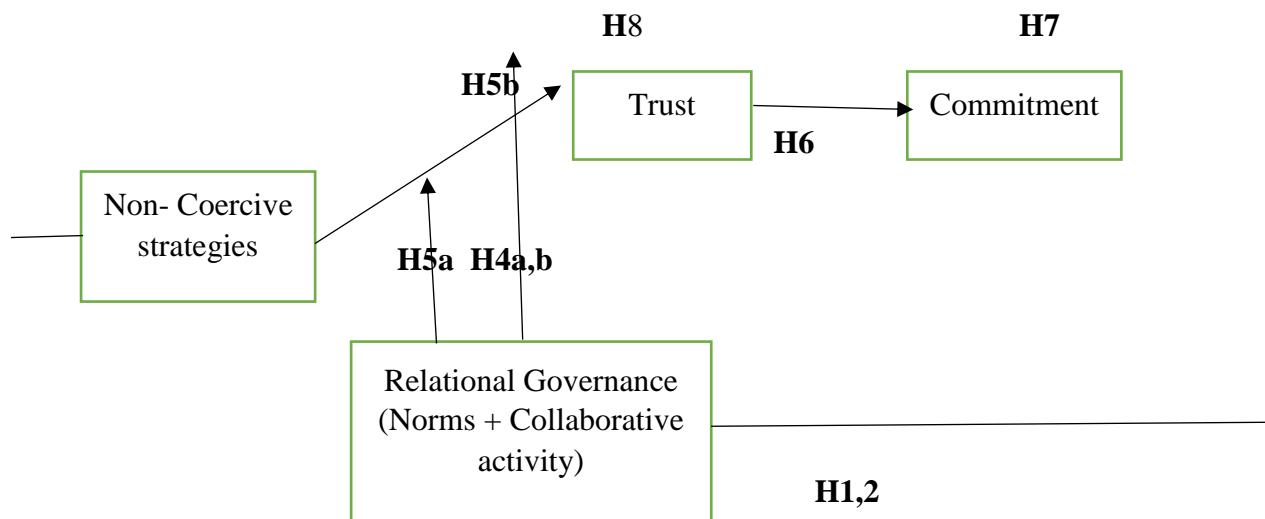 H8
H7
H5b
Trust
Commitment
H6
Non- Coercive
strategies
H5a
H4a,b
Relational Governance
(Norms + Collaborative
activity)
H1,2